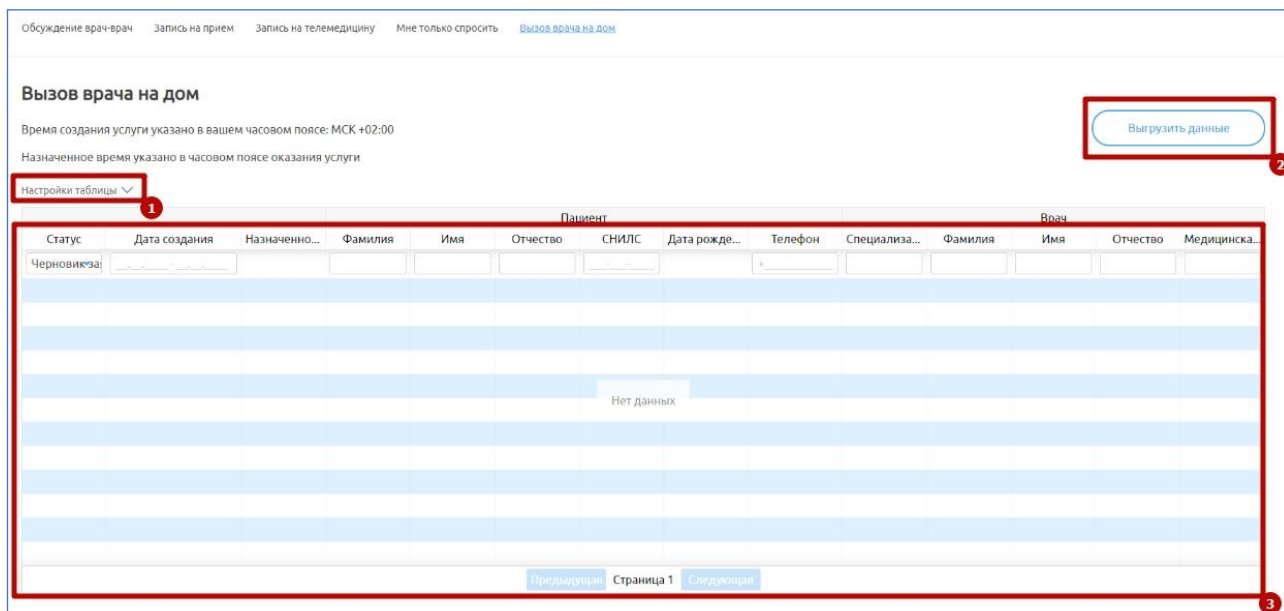 Обсуждение врач-врач Запись на прием Запись на телемедицину Мне только спросить Вызов врача на дом
Вызов врача на дом
Время создания услуги указано в вашем часовом поясе: МСК +02:00
Выгрузить данные
2
Назначенное время указано в часовом поясе оказания услуги
Настройки таблицы
1
Пациент Врач
Статус Дата создания Назначенно... Фамилия Имя Отчество СНИЛС Дата рожде... Телефон Специализа... Фамилия Имя Отчество Медицинска...
Черновик за
+
Нет данных
Предыдущая Страница 1 Следующая
3